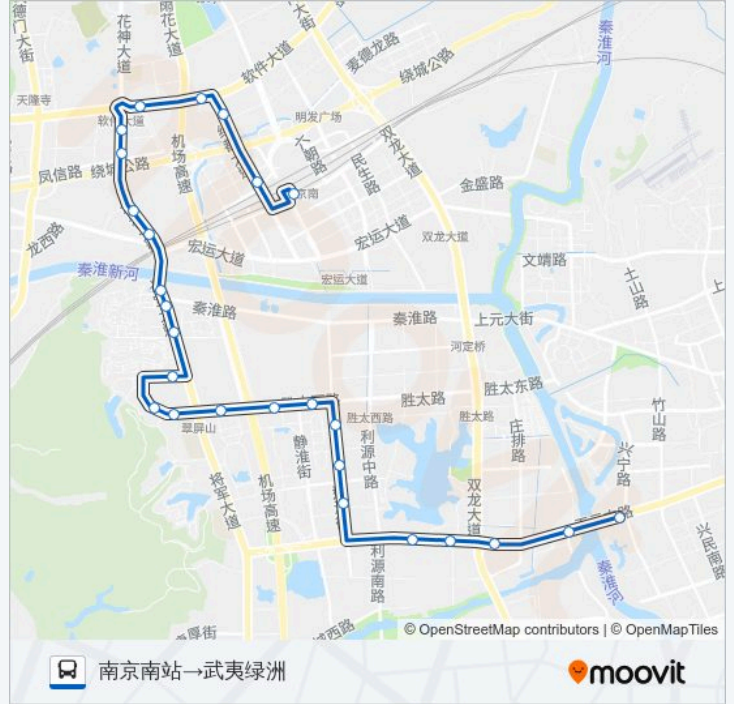 德门大街
花神大道
雨花大道
软件大道
麦德龙路
绕城公路
秦淮河
天隆寺
机场高速
明发广场
六朝路
双龙大道
民生路
凤信路
绕城公路
京南
金盛路
龙西路
宏运大道
宏运大道
双龙大道
文靖路
秦淮新河
宏运大道
土山路
上
秦淮路
秦淮路
上元大街
河定桥
胜太路
胜太东路
胜太西路
胜太路
竹山路
翠屏山
静淮街
利源中路
庄排路
兴宁路
将军大道
机场高速
双龙大道
利源南路
秦淮河
兴民南路
厚街
城西路
© OpenStreetMap contributors | © OpenMapTiles
南京南站→武夷绿洲
moovit